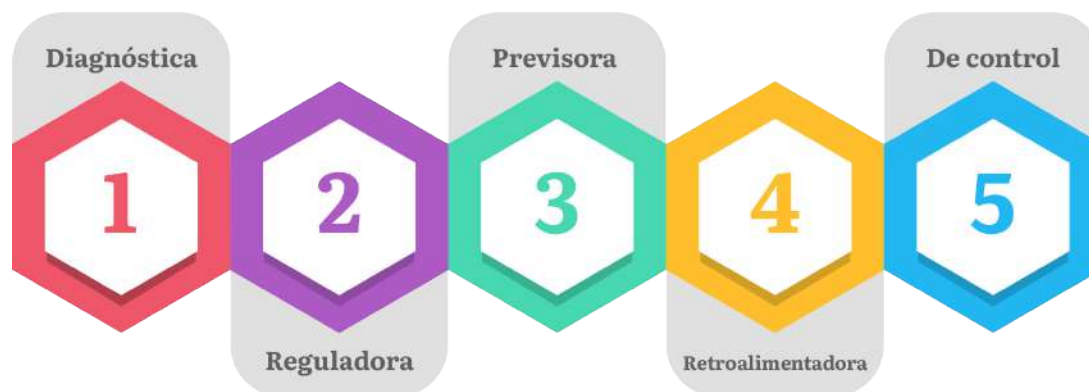 Diagnóstica
1
2
Reguladora
Previsora
3
4
Retroalimentadora
De control
5